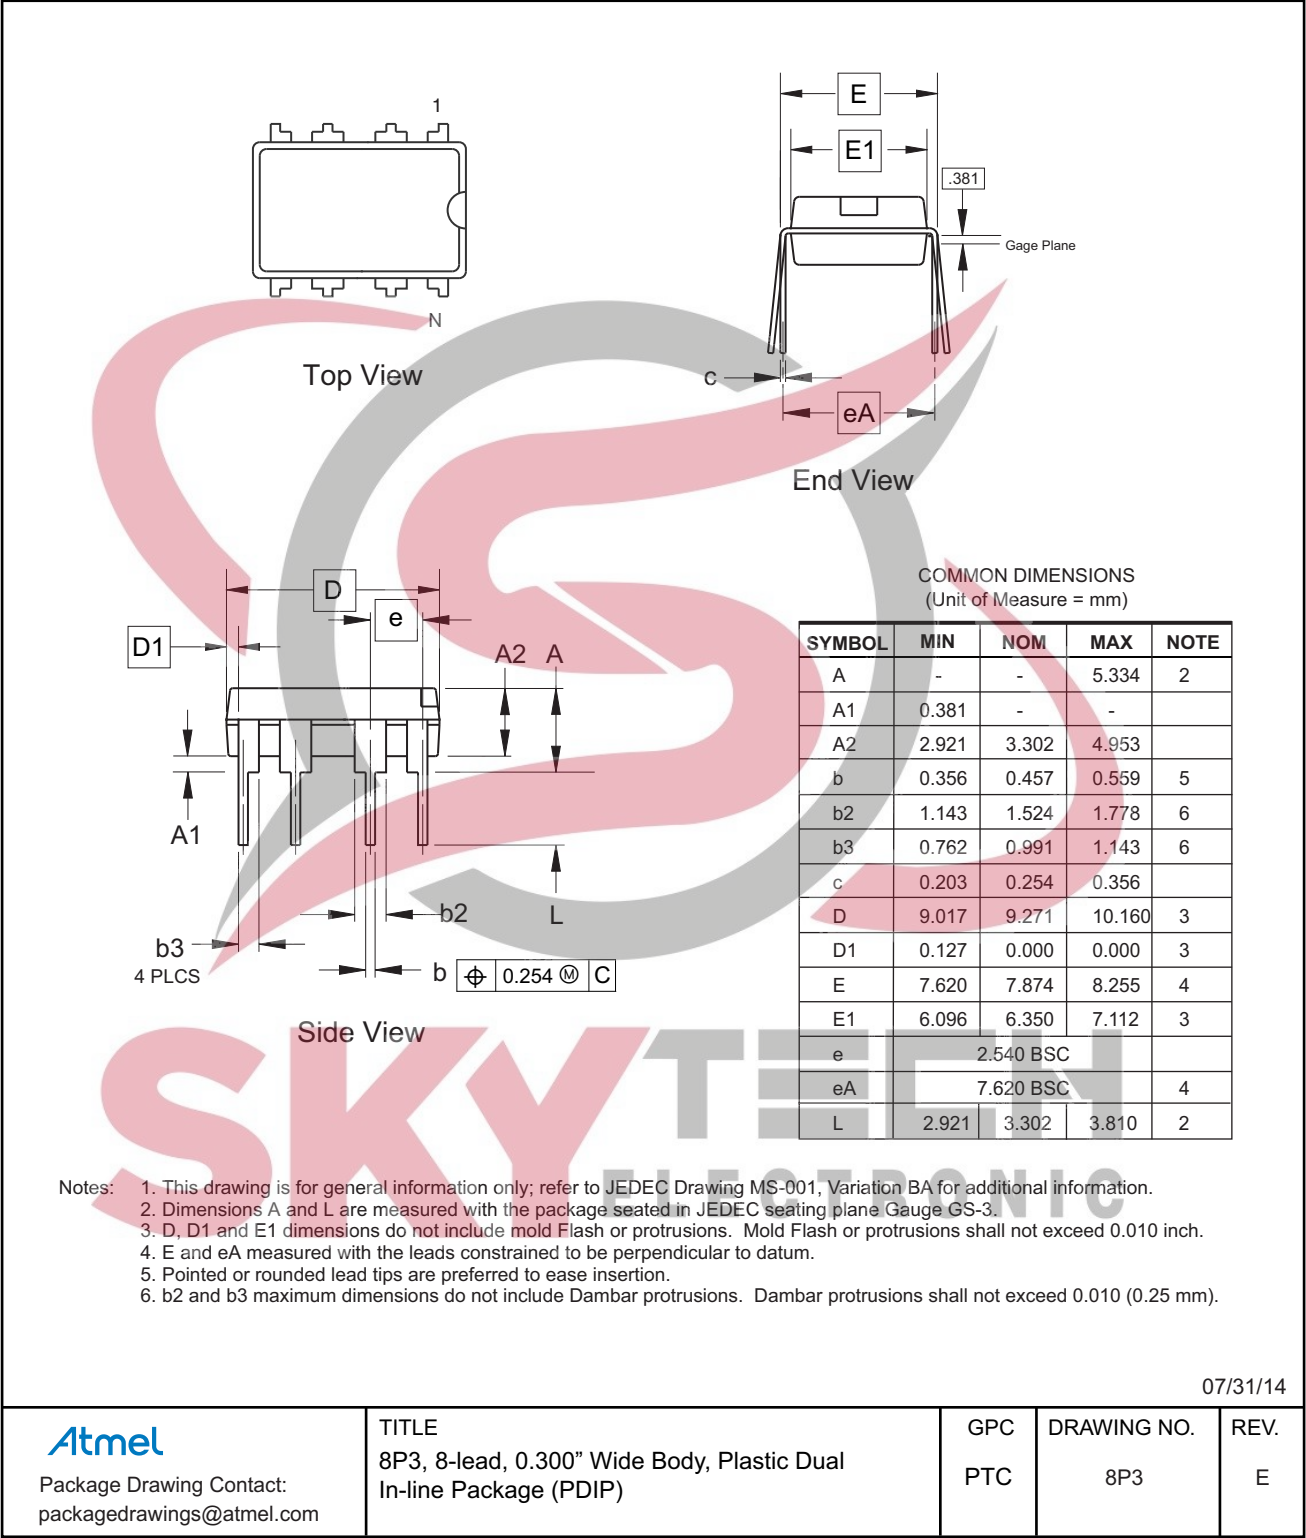 1
N
Top View
E
E1
.381
Gage Plane
c
eA
End View
D
e
D1
A2 A
A1
b3
4 PLCS
b2
L
b 0.254 Ⓜ C
Side View
COMMON DIMENSIONS
(Unit of Measure = mm)
SYMBOL MIN NOM MAX NOTE
A - - 5.334 2
A1 0.381 - -
A2 2.921 3.302 4.953
b 0.356 0.457 0.559 5
b2 1.143 1.524 1.778 6
b3 0.762 0.991 1.143 6
c 0.203 0.254 0.356
D 9.017 9.271 10.160 3
D1 0.127 0.000 0.000 3
E 7.620 7.874 8.255 4
E1 6.096 6.350 7.112 3
e 2.540 BSC
eA 7.620 BSC 4
L 2.921 3.302 3.810 2
SKYTECH
ELECTRONIC
Notes: 1. This drawing is for general information only; refer to JEDEC Drawing MS-001, Variation BA for additional information.
2. Dimensions A and L are measured with the package seated in JEDEC seating plane Gauge GS-3.
3. D, D1 and E1 dimensions do not include mold Flash or protrusions. Mold Flash or protrusions shall not exceed 0.010 inch.
4. E and eA measured with the leads constrained to be perpendicular to datum.
5. Pointed or rounded lead tips are preferred to ease insertion.
6. b2 and b3 maximum dimensions do not include Dambar protrusions. Dambar protrusions shall not exceed 0.010 (0.25 mm).
07/31/14
Atmel
Package Drawing Contact:
packagedrawings@atmel.com
TITLE
8P3, 8-lead, 0.300” Wide Body, Plastic Dual
In-line Package (PDIP)
GPC
PTC
DRAWING NO.
8P3
REV.
E